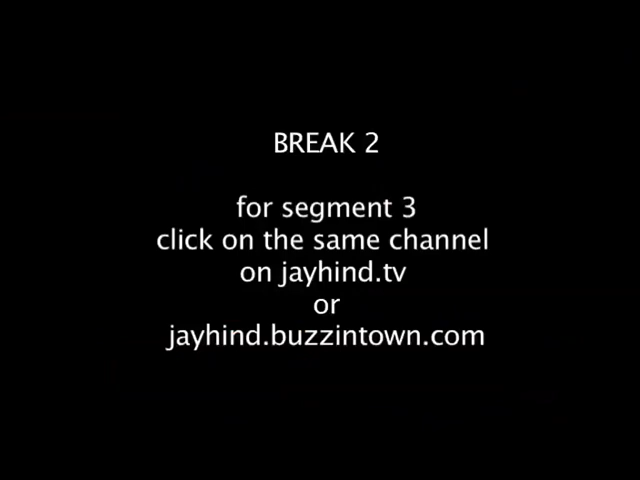 BREAK 2
for segment 3
click on the same channel
on jayhind.tv
or
jayhind.buzzintown.com